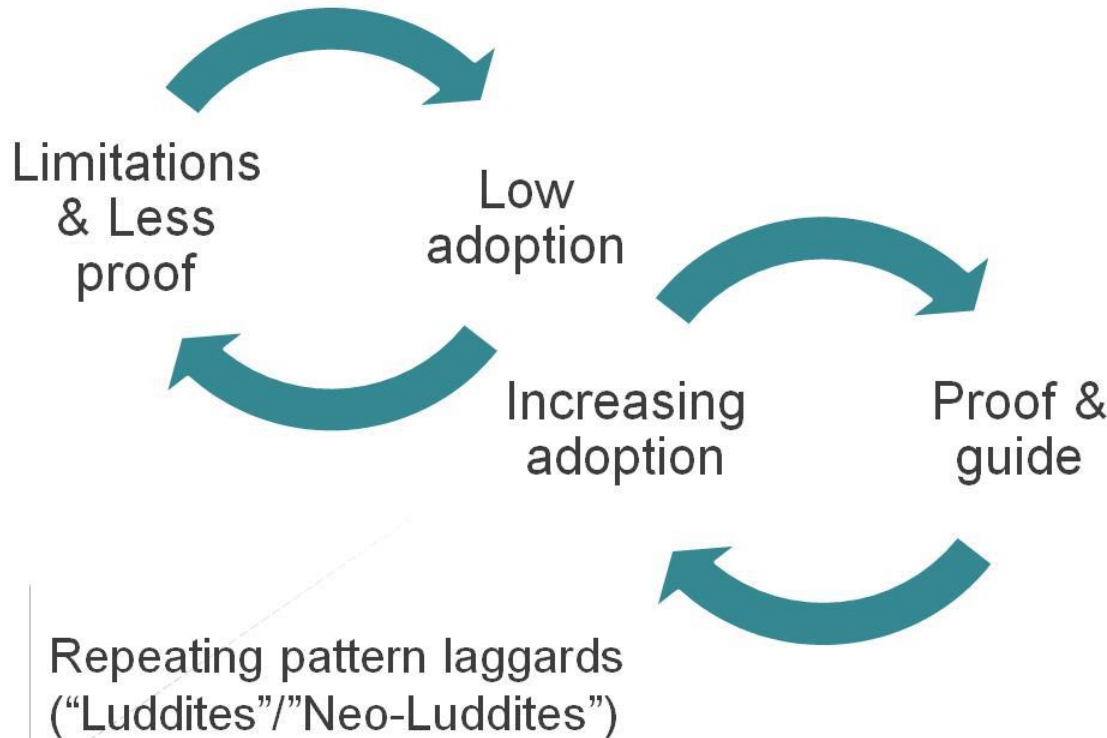 Limitations
& Less
proof
Low
adoption
Increasing
adoption
Proof &
guide
Repeating pattern laggards
(“Luddites”/”Neo-Luddites”)